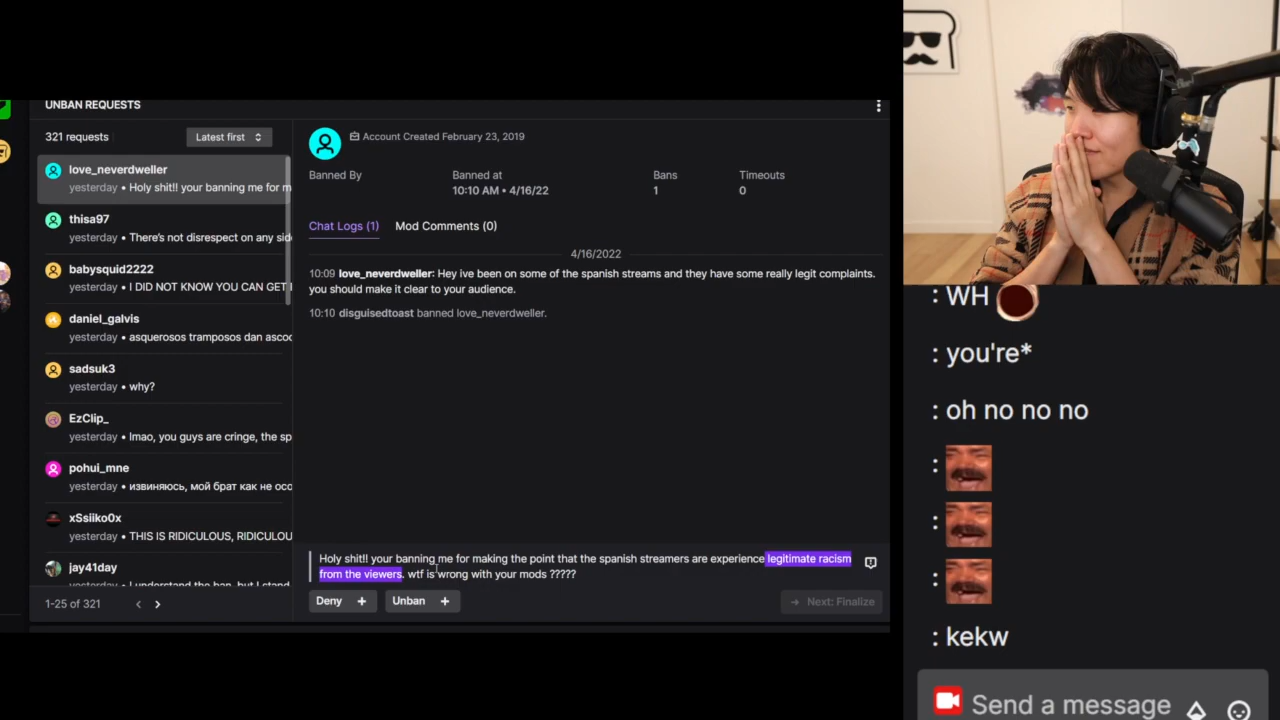 UNBAN REQUESTS
321 requests
Latest first
love_neverdweller
yesterday • Holy shit!! your banning me for m
thisa97
yesterday • There's not disrespect on any sid
babysquid2222
yesterday • I DID NOT KNOW YOU CAN GET
daniel_galvis
yesterday • asquerosos tramposos dan ascoo
sadsuk3
yesterday • why?
EzClip_
yesterday • lmao, you guys are cringe, the sp
pohui_mne
yesterday • извиняюсь, мой брат как не осо
xSsiiko0x
yesterday • THIS IS RIDICULOUS, RIDICULOU
jay41day
yesterday • I understand the ban, but I stand
1-25 of 321
Account Created February 23, 2019
Banned By
Banned at
10:10 AM • 4/16/22
Bans
1
Timeouts
0
Chat Logs (1)
Mod Comments (0)
4/16/2022
10:09 love_neverdweller: Hey ive been on some of the spanish streams and they have some really legit complaints.
you should make it clear to your audience.
10:10 disguisedtoast banned love_neverdweller.
Holy shit!! your banning me for making the point that the spanish streamers are experience legitimate racism
from the viewers. wtf is wrong with your mods ?????
Deny +
Unban +
Next: Finalize
: WH
: you're*
: oh no no no
:
:
:
: kekw
Send a message